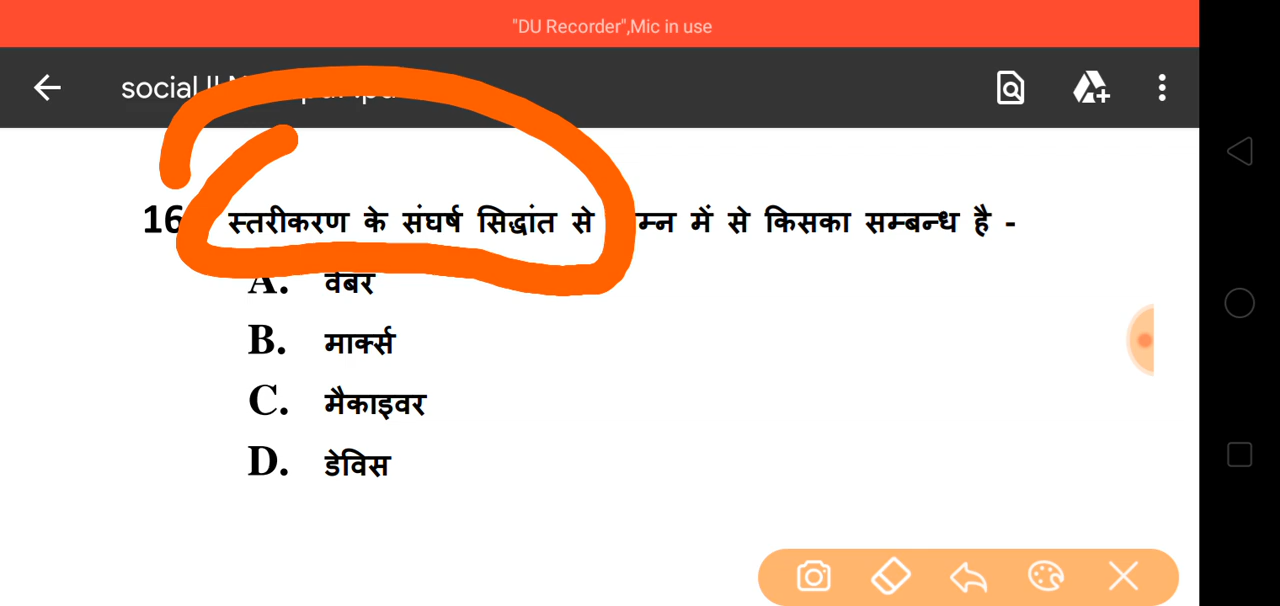 "DU Recorder",Mic in use
social
16 स्तरीकरण के संघर्ष सिद्धांत से म्न में से किसका सम्बन्ध है -
A. वेबर
B. मार्क्स
C. मैकाइवर
D. डेविस